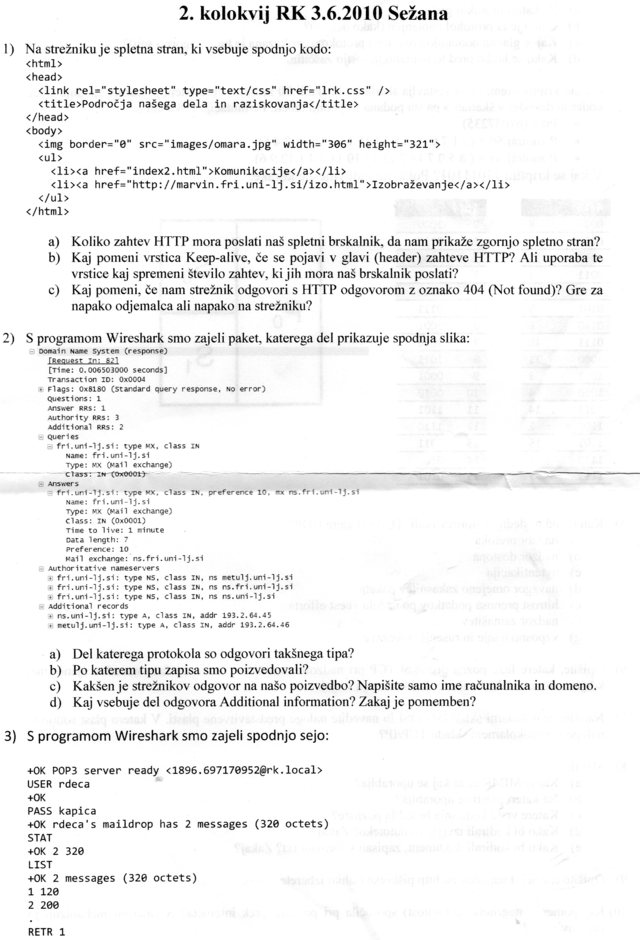 2. kolokvij RK 3.6.2010 Sežana
1) Na strežniku je spletna stran, ki vsebuje spodnjo kodo:
<html>
<head>
<link rel="stylesheet" type="text/css" href="lrk.css" />
<title>Področja našega dela in raziskovanja</title>
</head>
<body>
<img border="0" src="images/omara.jpg" width="306" height="321">
<ul>
<li><a href="index2.html">Komunikacije</a></li>
<li><a href="http://marvin.fri.uni-lj.si/izo.html">Izobraževanje</a></li>
</ul>
</html>
a) Koliko zahtev HTTP mora poslati naš spletni brskalnik, da nam prikaže zgornjo spletno stran?
b) Kaj pomeni vrstica Keep-alive, če se pojavi v glavi (header) zahteve HTTP? Ali uporaba te
vrstice kaj spremeni število zahtev, ki jih mora naš brskalnik poslati?
c) Kaj pomeni, če nam strežnik odgovori s HTTP odgovorom z oznako 404 (Not found)? Gre za
napako odjemalca ali napako na strežniku?
2) S programom Wireshark smo zajeli paket, katerega del prikazuje spodnja slika:
Domain Name System (response)
[Request In: 82]
[Time: 0.006503000 seconds]
Transaction ID: 0x0004
Flags: 0x8180 (Standard query response, No error)
Questions: 1
Answer RRs: 1
Authority RRs: 3
Additional RRs: 2
Queries
fri.uni-lj.si: type MX, class IN
Name: fri.uni-lj.si
Type: MX (Mail exchange)
Class: IN (0x0001)
Answers
fri.uni-lj.si: type MX, class IN, preference 10, mx ns.fri.uni-lj.si
Name: fri.uni-lj.si
Type: MX (Mail exchange)
Class: IN (0x0001)
Time to live: 1 minute
Data length: 7
Preference: 10
Mail exchange: ns.fri.uni-lj.si
Authoritative nameservers
fri.uni-lj.si: type NS, class IN, ns metulj.uni-lj.si
fri.uni-lj.si: type NS, class IN, ns ns.fri.uni-lj.si
fri.uni-lj.si: type NS, class IN, ns ns.uni-lj.si
Additional records
ns.uni-lj.si: type A, class IN, addr 193.2.64.45
metulj.uni-lj.si: type A, class IN, addr 193.2.64.46
a) Del katerega protokola so odgovori takšnega tipa?
b) Po katerem tipu zapisa smo poizvedovali?
c) Kakšen je strežnikov odgovor na našo poizvedbo? Napišite samo ime računalnika in domeno.
d) Kaj vsebuje del odgovora Additional information? Zakaj je pomemben?
3) S programom Wireshark smo zajeli spodnjo sejo:
+OK POP3 server ready <1896.697170952@rk.local>
USER rdeca
+OK
PASS kapica
+OK rdeca's maildrop has 2 messages (320 octets)
STAT
+OK 2 320
LIST
+OK 2 messages (320 octets)
1 120
2 200
.
RETR 1